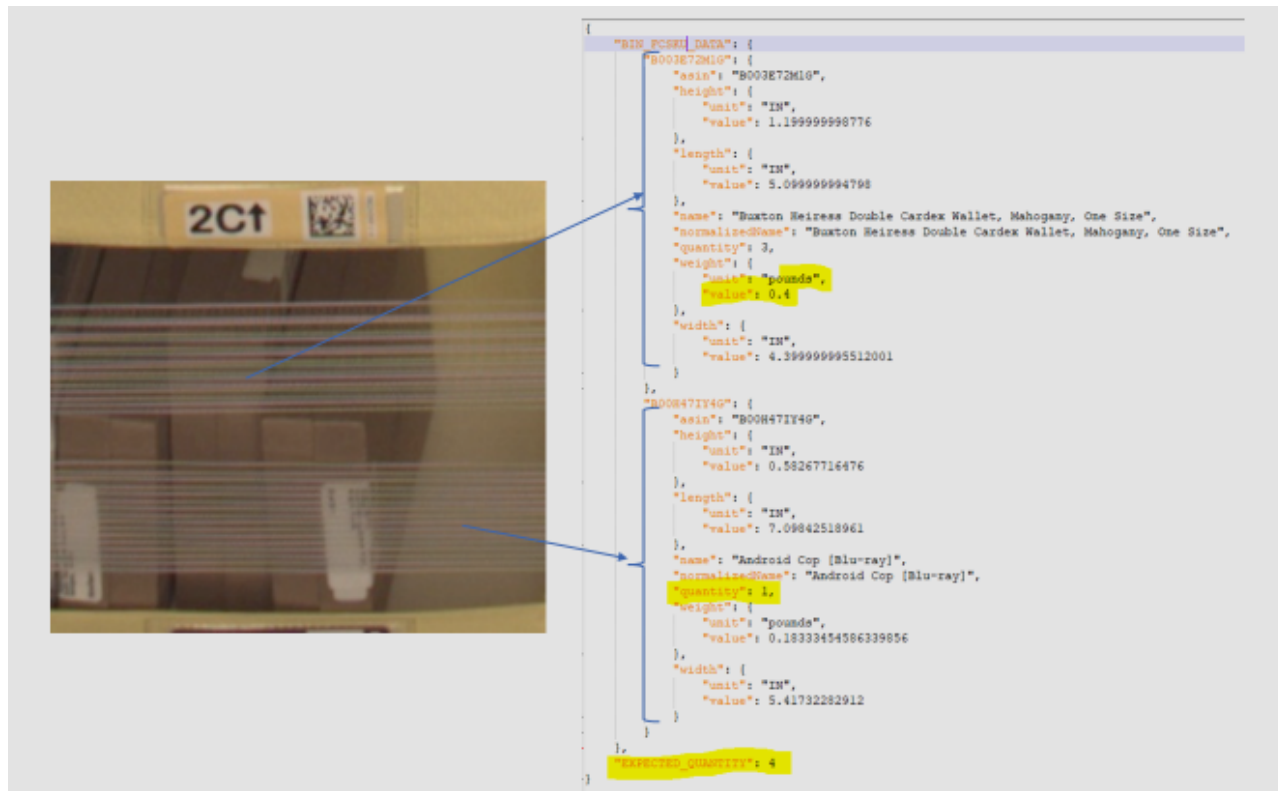 2C↑
{
"BIN_FCSKU_DATA": {
"B003E72M1G": {
"asin": "B003E72M1G",
"height": {
"unit": "IN",
"value": 1.199999998776
},
"length": {
"unit": "IN",
"value": 5.099999994798
},
"name": "Buxton Heiress Double Cardex Wallet, Mahogany, One Size",
"normalizedName": "Buxton Heiress Double Cardex Wallet, Mahogany, One Size",
"quantity": 3,
"weight": {
"unit": "pounds",
"value": 0.4
},
"width": {
"unit": "IN",
"value": 4.399999995512001
}
},
"B00H47IY4G": {
"asin": "B00H47IY4G",
"height": {
"unit": "IN",
"value": 0.58267716476
},
"length": {
"unit": "IN",
"value": 7.09842518961
},
"name": "Android Cop [Blu-ray]",
"normalizedName": "Android Cop [Blu-ray]",
"quantity": 1,
"weight": {
"unit": "pounds",
"value": 0.18333454586339856
},
"width": {
"unit": "IN",
"value": 5.41732282912
}
}
},
"EXPECTED_QUANTITY": 4
}